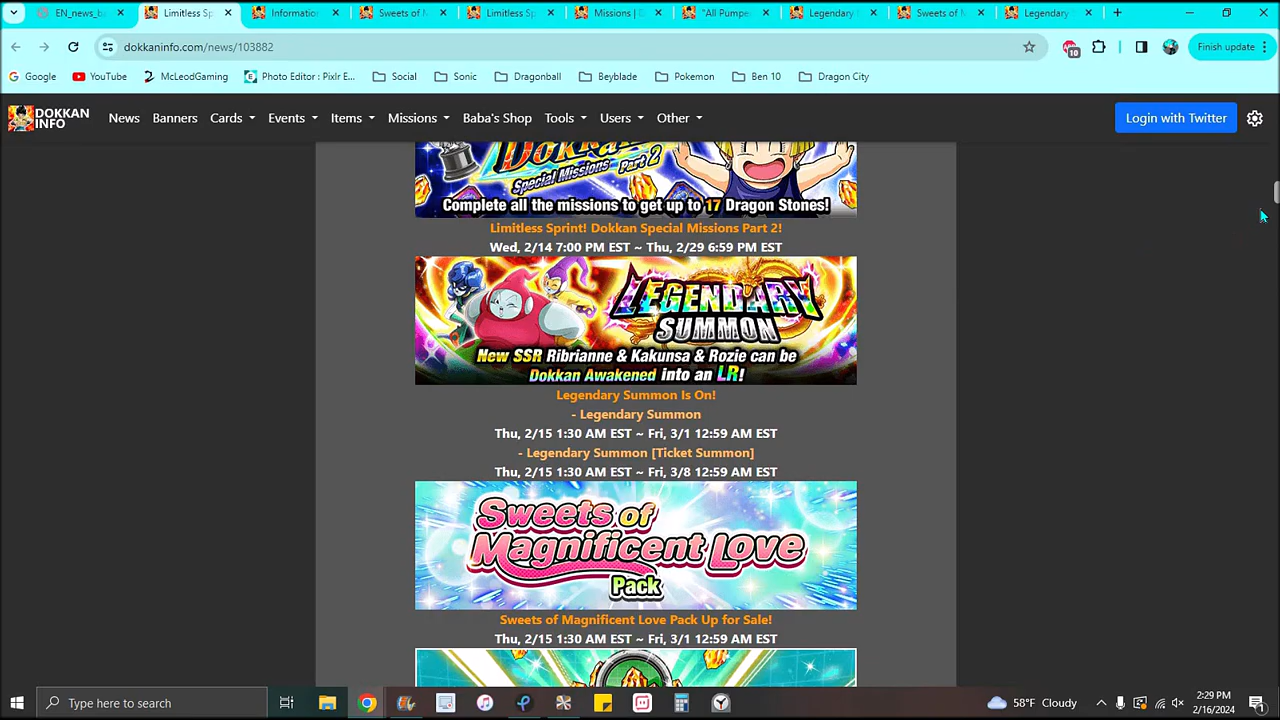 EN_news_ba
Limitless Sp
Information
Sweets of M
Limitless Sp
Missions | D
"All Pumpe
Legendary
Sweets of M
Legendary
dokkaninfo.com/news/103882
10
Finish update
Google
YouTube
McLeodGaming
Photo Editor : Pixlr E...
Social
Sonic
Dragonball
Beyblade
Pokemon
Ben 10
Dragon City
DOKKAN
INFO
News
Banners
Cards
Events
Items
Missions
Baba's Shop
Tools
Users
Other
Login with Twitter
Dokkan
Special Missions Part 2
Complete all the missions to get up to 17 Dragon Stones!
Limitless Sprint! Dokkan Special Missions Part 2!
Wed, 2/14 7:00 PM EST ~ Thu, 2/29 6:59 PM EST
LEGENDARY
SUMMON
New SSR Ribrianne & Kakunsa & Rozie can be
Dokkan Awakened into an LR!
Legendary Summon Is On!
- Legendary Summon
Thu, 2/15 1:30 AM EST ~ Fri, 3/1 12:59 AM EST
- Legendary Summon [Ticket Summon]
Thu, 2/15 1:30 AM EST ~ Fri, 3/8 12:59 AM EST
Sweets of
Magnificent Love
Pack
Sweets of Magnificent Love Pack Up for Sale!
Thu, 2/15 1:30 AM EST ~ Fri, 3/1 12:59 AM EST
Type here to search
58°F Cloudy
2:29 PM
2/16/2024
1